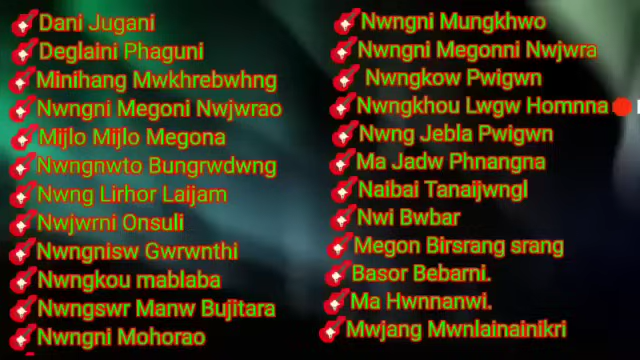 Dani Jugani
Deglaini Phaguni
Minihang Mwkhrebwhng
Nwngni Megoni Nwjwrao
Mijlo Mijlo Megona
Nwngnwto Bungrwdwng
Nwng Lirhor Laijam
Nwjwrni Onsuli
Nwngnisw Gwrwnthi
Nwngkou mablaba
Nwngswr Manw Bujitara
Nwngni Mohorao
Nwngni Mungkhwo
Nwngni Megonni Nwjwra
Nwngkow Pwigwn
Nwngkhou Lwgw Homnna
Nwng Jebla Pwigwn
Ma Jadw Phnangna
Naibai Tanaijwngl
Nwi Bwbar
Megon Birsrang srang
Basor Bebarni.
Ma Hwnnanwi.
Mwjang Mwnlainainikri